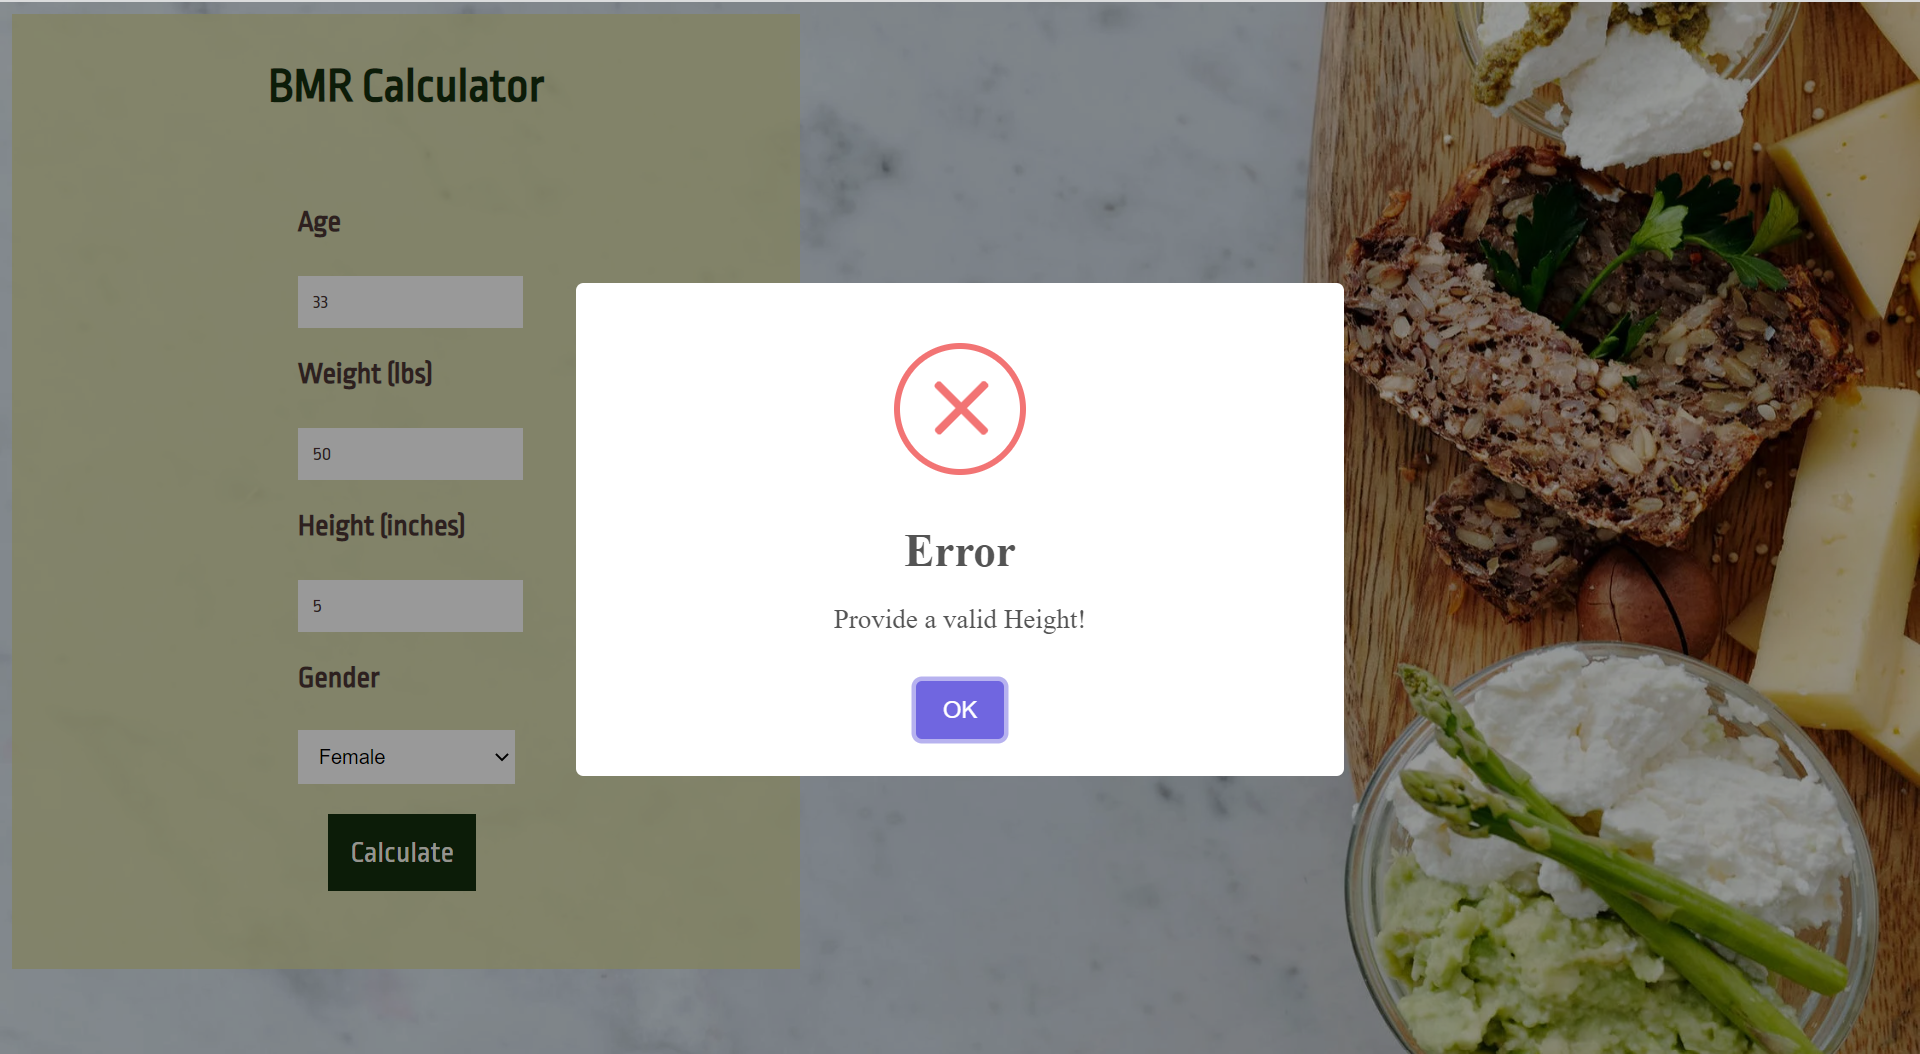 BMR Calculator
Age
33
Weight (lbs)
50
Height (inches)
5
Gender
Female
Calculate
Error
Provide a valid Height!
OK